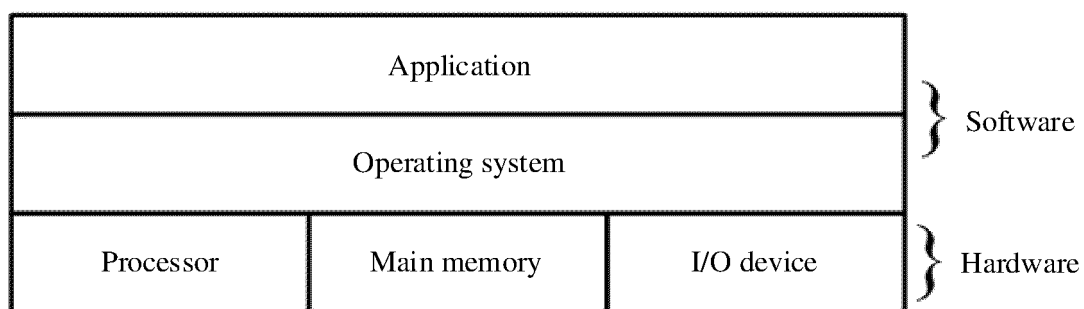 Application
Software
Operating system
Processor Main memory I/O device Hardware